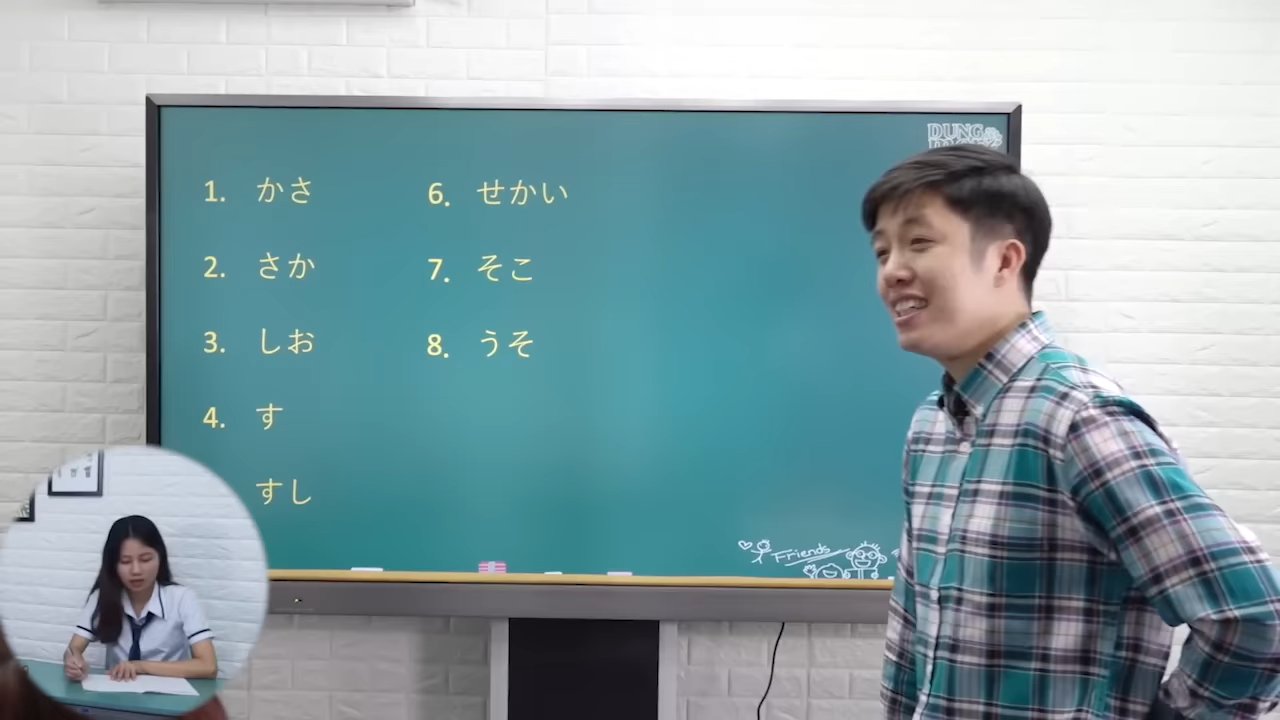 1. かさ
2. さか
3. しお
4. す
すし
6. せかい
7. そこ
8. うそ
DUNG
Friends